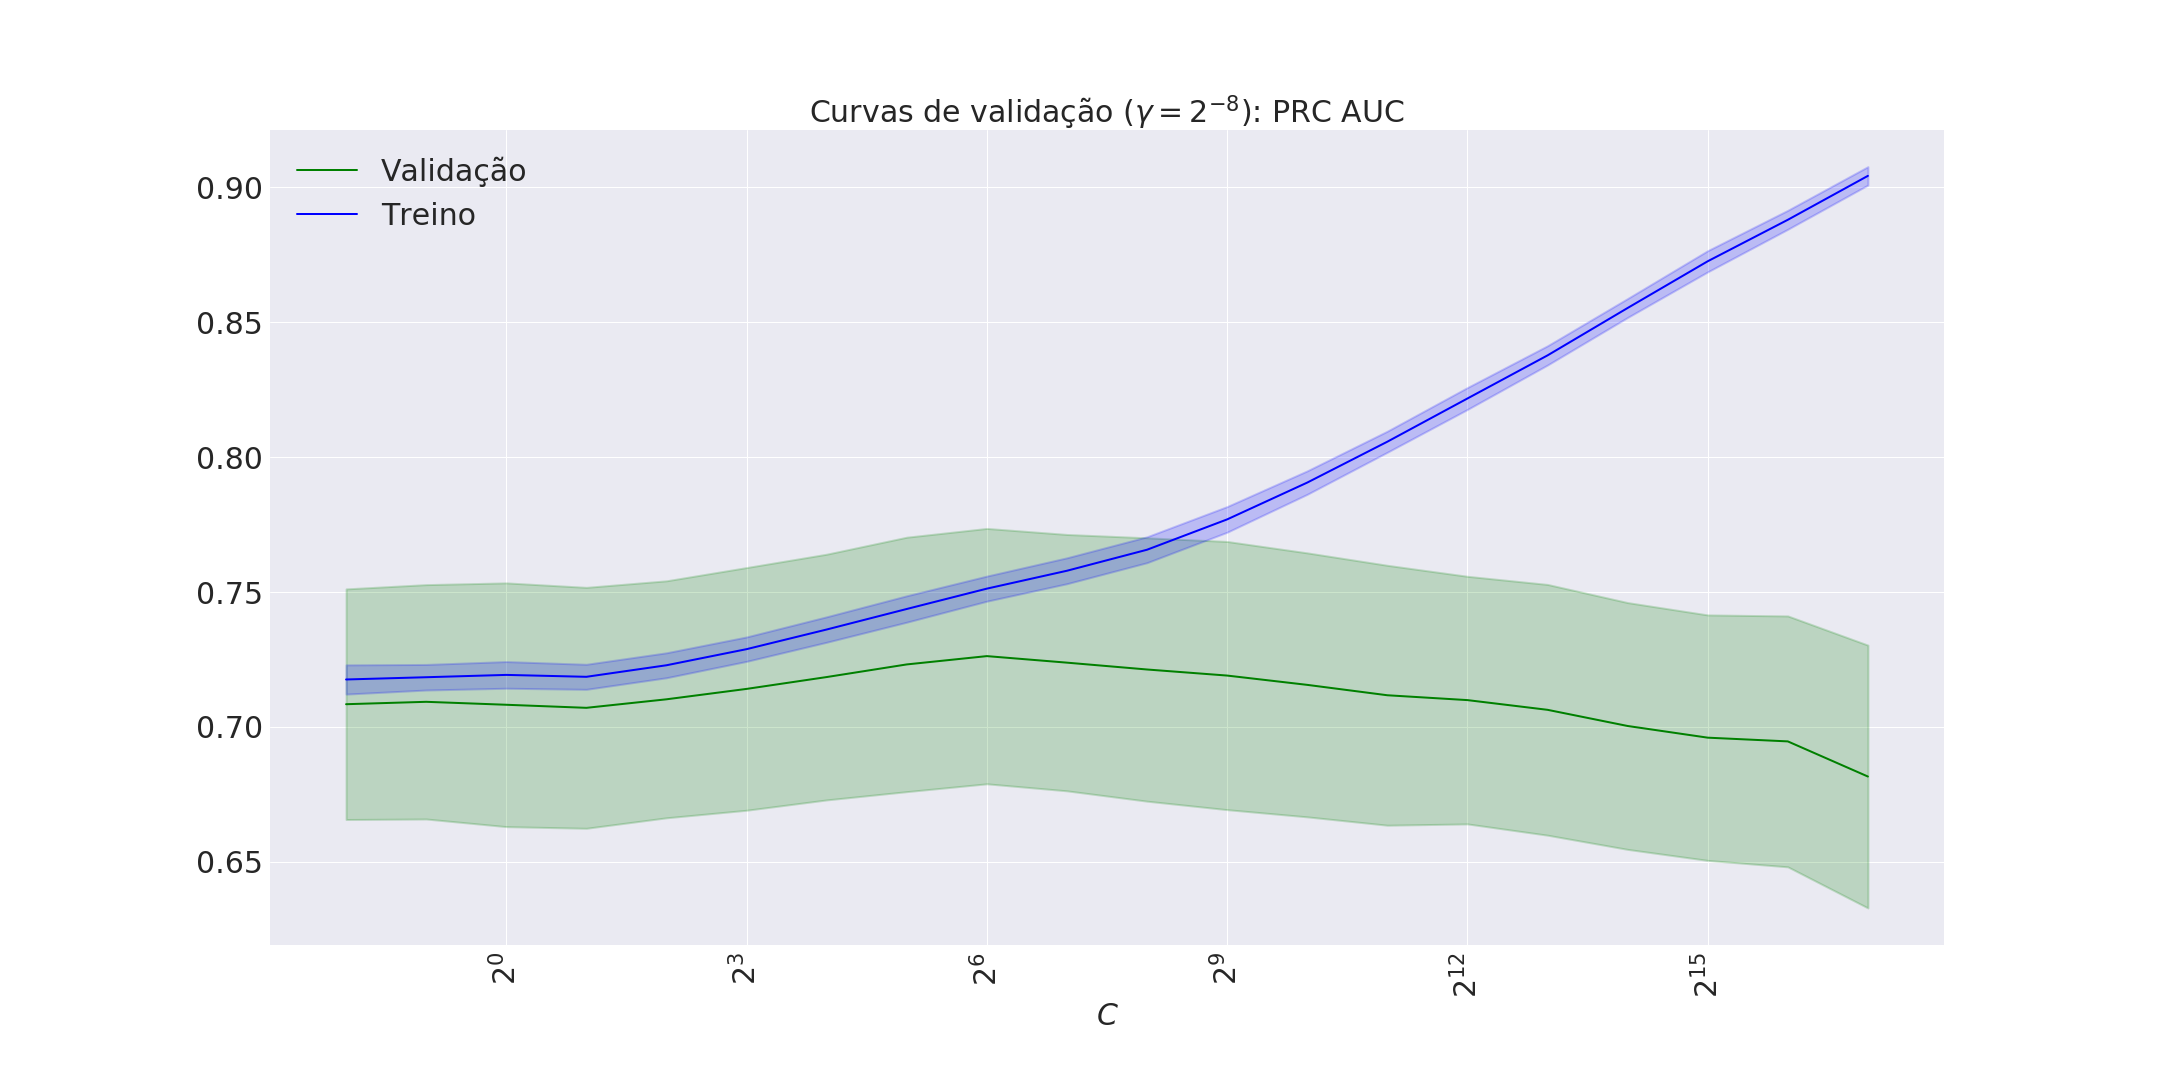 Curvas de validação (γ = 2⁻⁸): PRC AUC
Validação
Treino
0.90
0.85
0.80
0.75
0.70
0.65
2⁰ 2³ 2⁶ 2⁹ 2¹² 2¹⁵
C